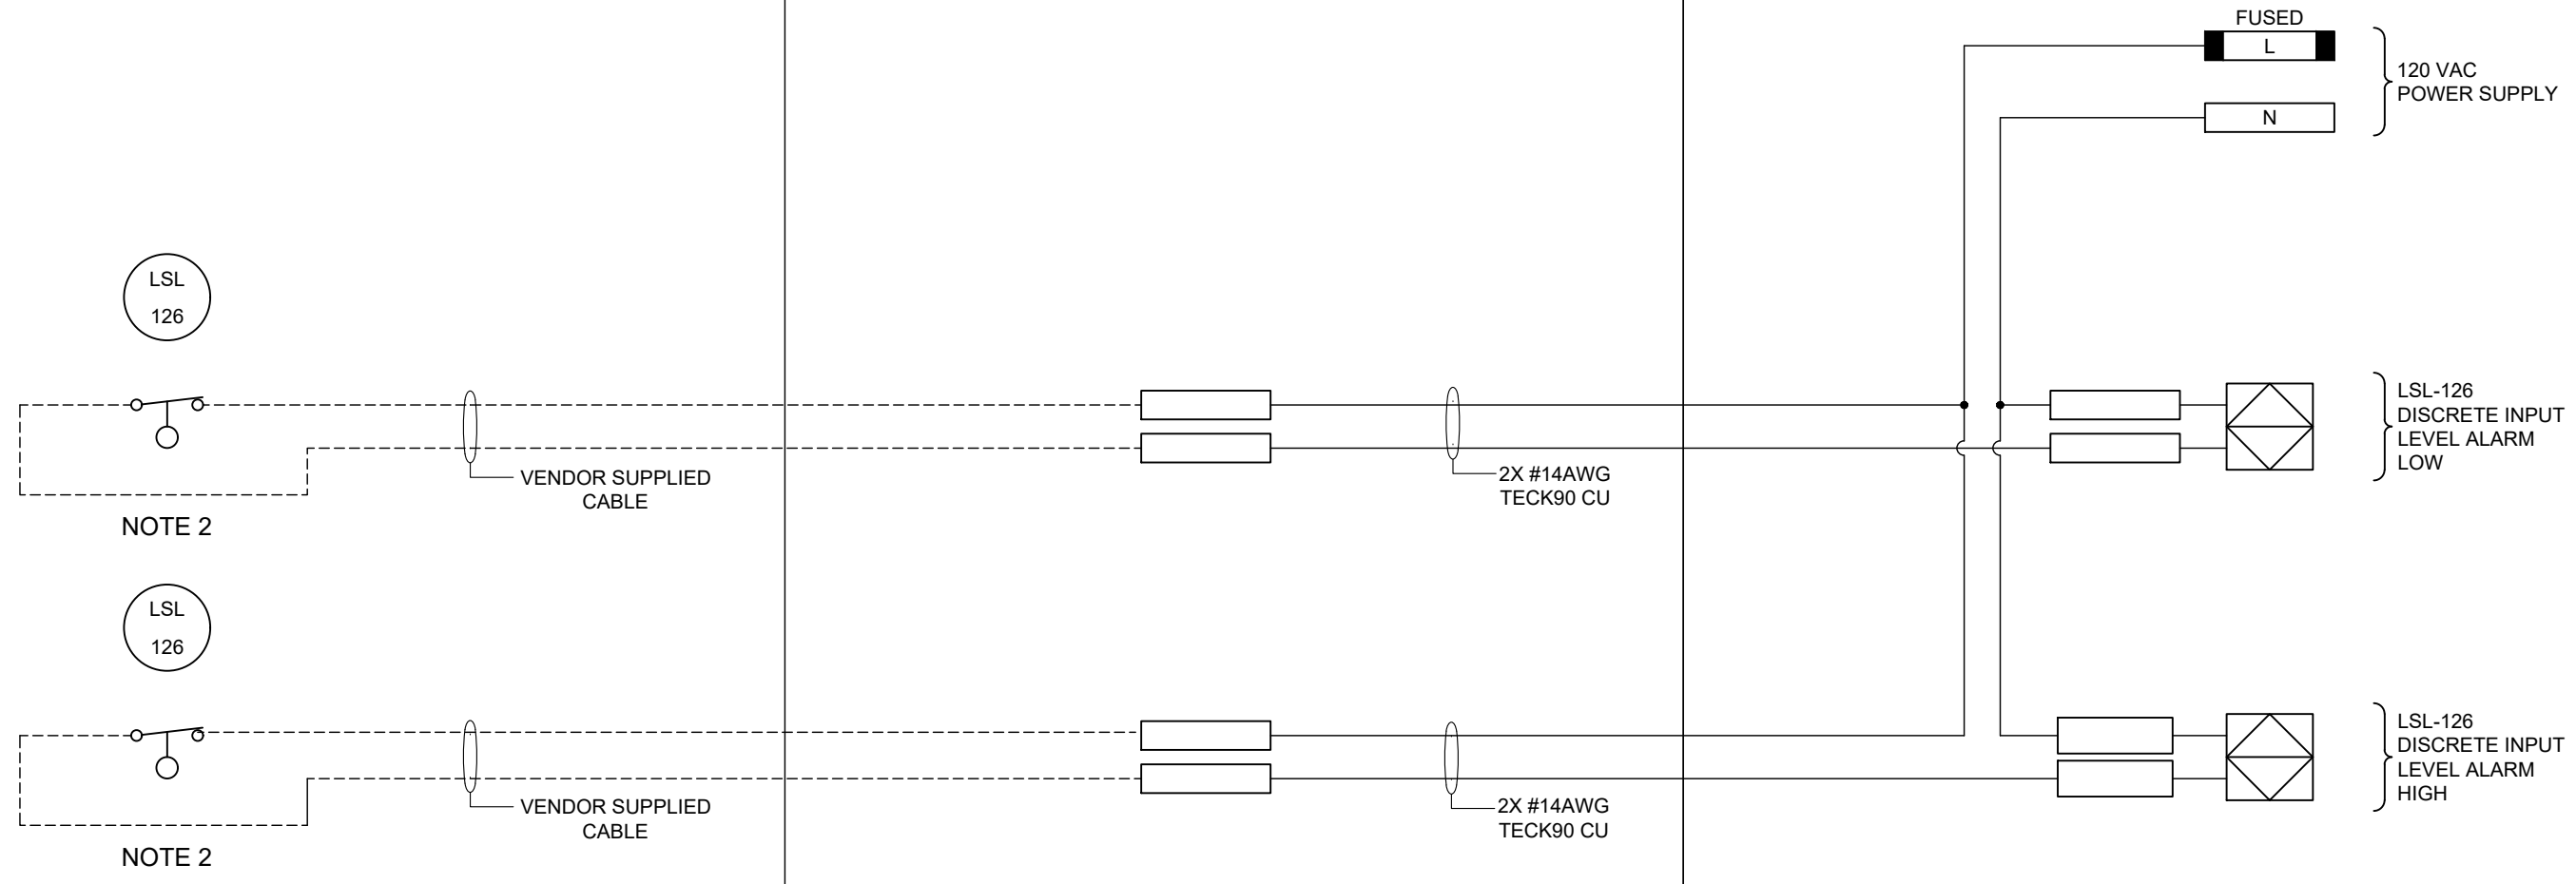 FUSED
L
120 VAC
POWER SUPPLY
N
LSL
126
LSL-126
DISCRETE INPUT
LEVEL ALARM
LOW
VENDOR SUPPLIED
CABLE
2X #14AWG
TECK90 CU
NOTE 2
LSL
126
LSL-126
DISCRETE INPUT
LEVEL ALARM
HIGH
VENDOR SUPPLIED
CABLE
2X #14AWG
TECK90 CU
NOTE 2